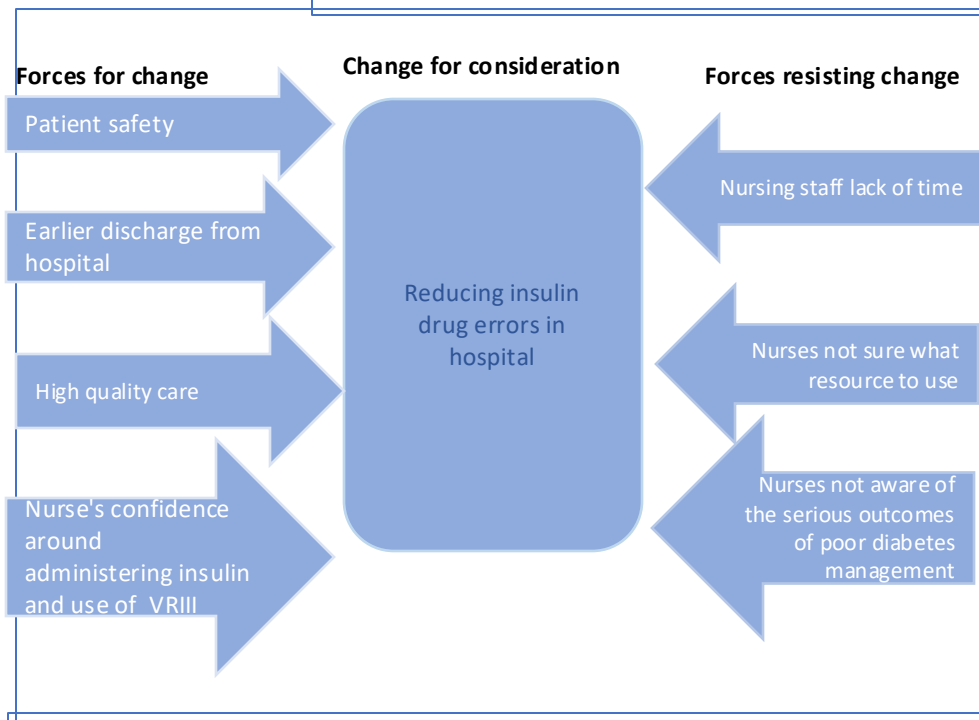 Forces for change
Change for consideration
Forces resisting change
Patient safety
Earlier discharge from
hospital
High quality care
Nurse's confidence
around
administering insulin
and use of VRIII
Reducing insulin
drug errors in
hospital
Nursing staff lack of time
Nurses not sure what
resource to use
Nurses not aware of
the serious outcomes
of poor diabetes
management